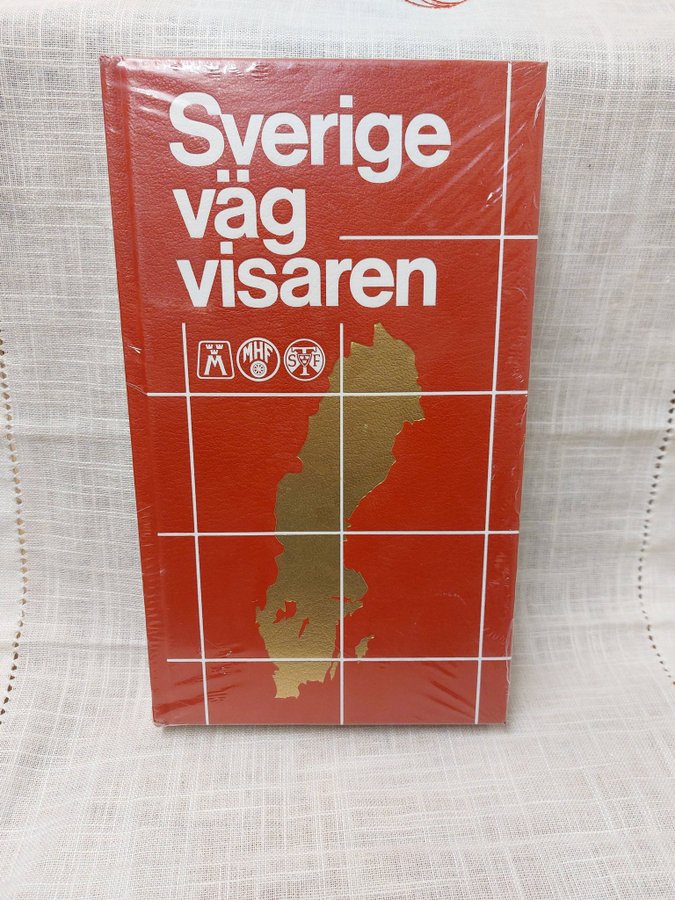 Sverige
väg
visaren
M MHF STF